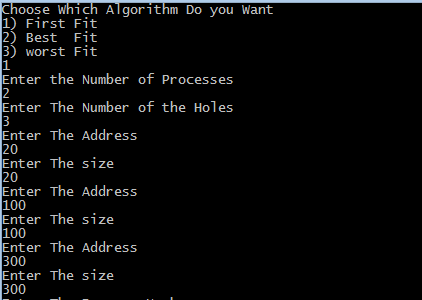 Choose Which Algorithm Do you Want
1) First Fit
2) Best  Fit
3) worst Fit
1
Enter the Number of Processes
2
Enter The Number of the Holes
3
Enter The Address
20
Enter The size
20
Enter The Address
100
Enter The size
100
Enter The Address
300
Enter The size
300